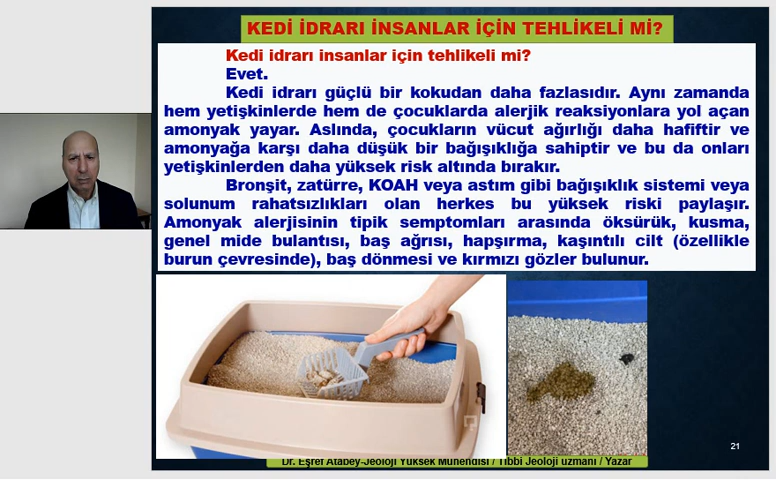 KEDİ İDRARI İNSANLAR İÇİN TEHLİKELİ Mİ?
Kedi idrarı insanlar için tehlikeli mi?
Evet.
Kedi idrarı güçlü bir kokudan daha fazlasıdır. Aynı zamanda
hem yetişkinlerde hem de çocuklarda alerjik reaksiyonlara yol açan
amonyak yayar. Aslında, çocukların vücut ağırlığı daha hafiftir ve
amonyağa karşı daha düşük bir bağışıklığa sahiptir ve bu da onları
yetişkinlerden daha yüksek risk altında bırakır.
Bronşit, zatürre, KOAH veya astım gibi bağışıklık sistemi veya
solunum rahatsızlıkları olan herkes bu yüksek riski paylaşır.
Amonyak alerjisinin tipik semptomları arasında öksürük, kusma,
genel mide bulantısı, baş ağrısı, hapşırma, kaşıntılı cilt (özellikle
burun çevresinde), baş dönmesi ve kırmızı gözler bulunur.
21
Dr. Eşref Atabey-Jeoloji Yüksek Mühendisi / Tıbbi Jeoloji uzmanı / Yazar